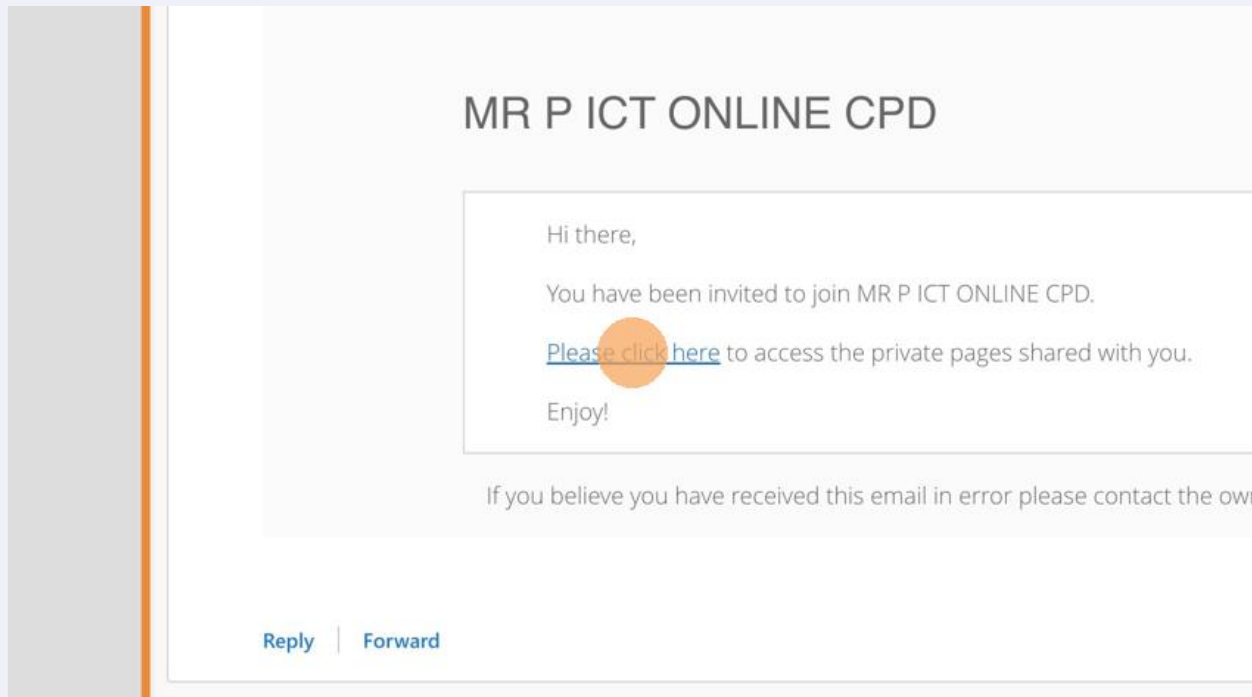 MR P ICT ONLINE CPD
Hi there,
You have been invited to join MR P ICT ONLINE CPD.
Please click here to access the private pages shared with you.
Enjoy!
If you believe you have received this email in error please contact the
Reply
Forward